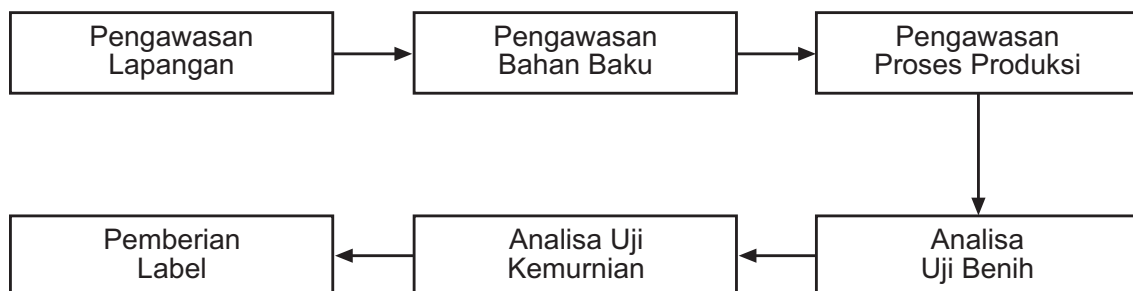 Pengawasan
Lapangan
Pengawasan
Bahan Baku
Pengawasan
Proses Produksi
Analisa
Uji Benih
Analisa Uji
Kemurnian
Pemberian
Label